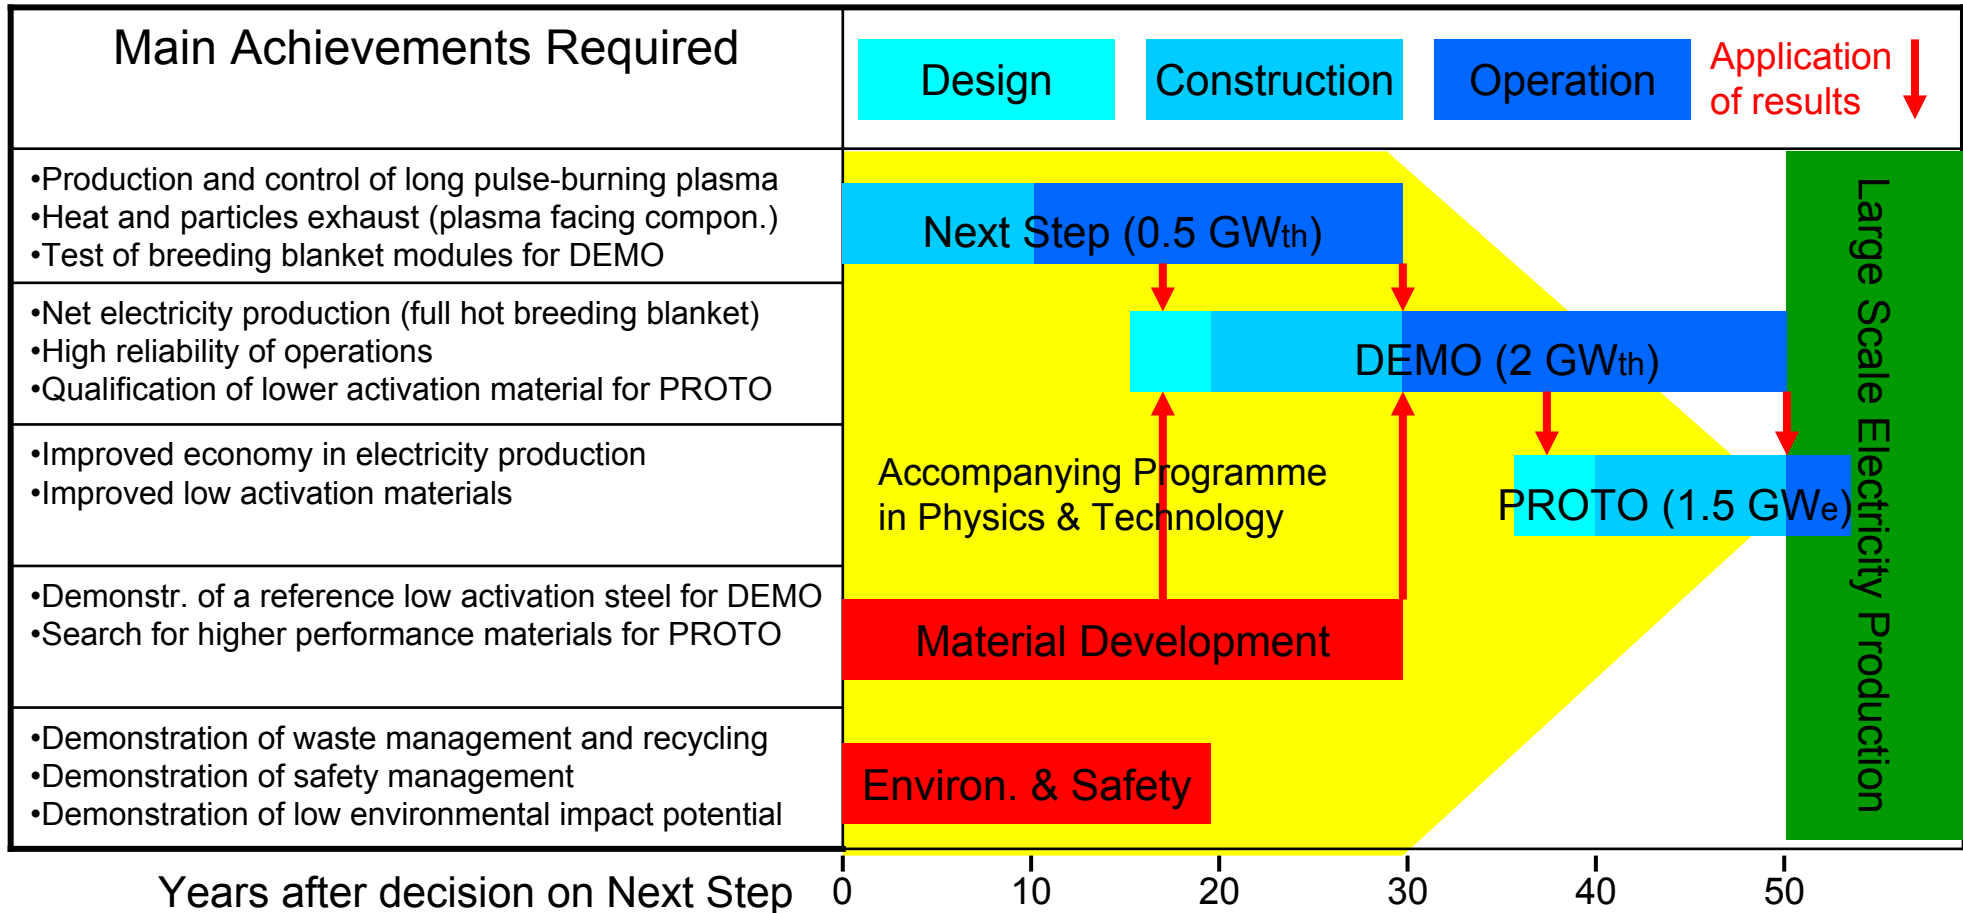 Main Achievements Required
Design
Construction
Operation
Application
of results
•Production and control of long pulse-burning plasma
•Heat and particles exhaust (plasma facing compon.)
•Test of breeding blanket modules for DEMO
Next Step (0.5 GWth)
•Net electricity production (full hot breeding blanket)
•High reliability of operations
•Qualification of lower activation material for PROTO
DEMO (2 GWth)
•Improved economy in electricity production
•Improved low activation materials
Accompanying Programme
in Physics & Technology
PROTO (1.5 GWe)
•Demonstr. of a reference low activation steel for DEMO
•Search for higher performance materials for PROTO
Material Development
•Demonstration of waste management and recycling
•Demonstration of safety management
•Demonstration of low environmental impact potential
Environ. & Safety
Large Scale Electricity Production
Years after decision on Next Step
0 10 20 30 40 50